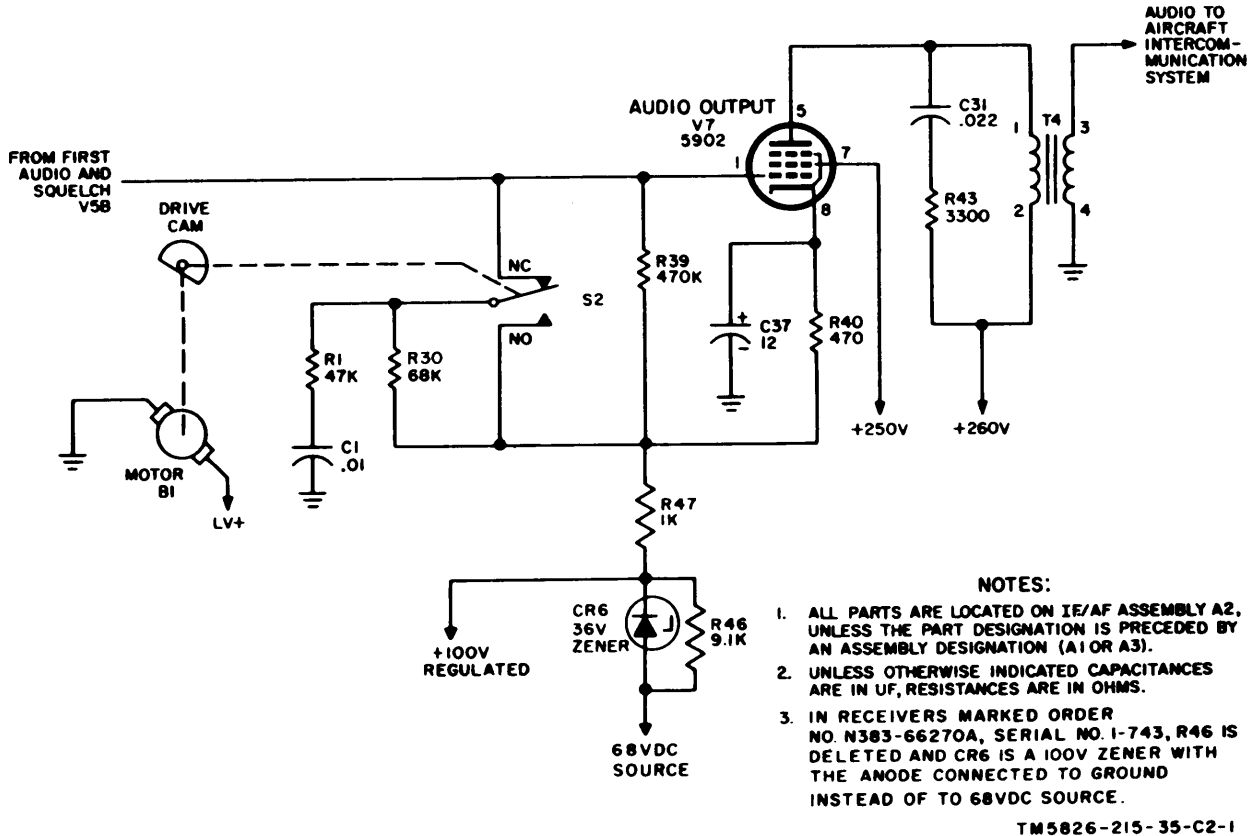 AUDIO TO
AIRCRAFT
INTERCOM-
MUNICATION
SYSTEM
AUDIO OUTPUT
V7
5902
5
1
7
8
C31
.022
T4
1
3
2
4
R43
3300
FROM FIRST
AUDIO AND
SQUELCH
V5B
DRIVE
CAM
NC
S2
NO
R39
470K
R1
47K
R30
68K
C1
.01
+
C37
12
-
R40
470
+250V
+260V
MOTOR
B1
LV+
R47
1K
+100V
REGULATED
CR6
36V
ZENER
R46
9.1K
68VDC
SOURCE
NOTES:
1. ALL PARTS ARE LOCATED ON IF/AF ASSEMBLY A2,
UNLESS THE PART DESIGNATION IS PRECEDED BY
AN ASSEMBLY DESIGNATION (A1 OR A3).
2. UNLESS OTHERWISE INDICATED CAPACITANCES
ARE IN UF, RESISTANCES ARE IN OHMS.
3. IN RECEIVERS MARKED ORDER
NO. N383-66270A, SERIAL NO. 1-743, R46 IS
DELETED AND CR6 IS A 100V ZENER WITH
THE ANODE CONNECTED TO GROUND
INSTEAD OF TO 68VDC SOURCE.
TM5826-215-35-C2-1